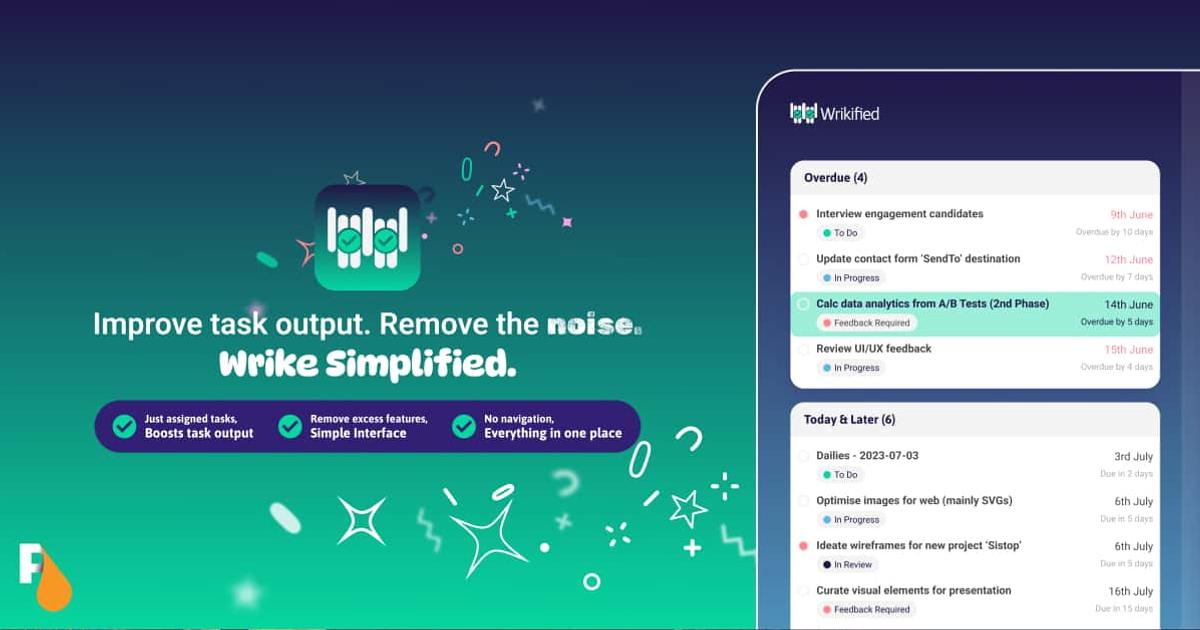 Improve task output. Remove the noise.
Wrike Simplified.
Just assigned tasks,
Boosts task output
Remove excess features,
Simple Interface
No navigation,
Everything in one place
Wrikified
Overdue (4)
Interview engagement candidates 9th June
To Do Overdue by 10 days
Update contact form ‘SendTo’ destination 12th June
In Progress Overdue by 7 days
Calc data analytics from A/B Tests (2nd Phase) 14th June
Feedback Required Overdue by 5 days
Review UI/UX feedback 15th June
In Progress Overdue by 4 days
Today & Later (6)
Dailies - 2023-07-03 3rd July
To Do Due in 2 days
Optimise images for web (mainly SVGs) 6th July
In Progress Due in 5 days
Ideate wireframes for new project ‘Sistop’ 6th July
In Review Due in 5 days
Curate visual elements for presentation 16th July
Feedback Required Due in 15 days